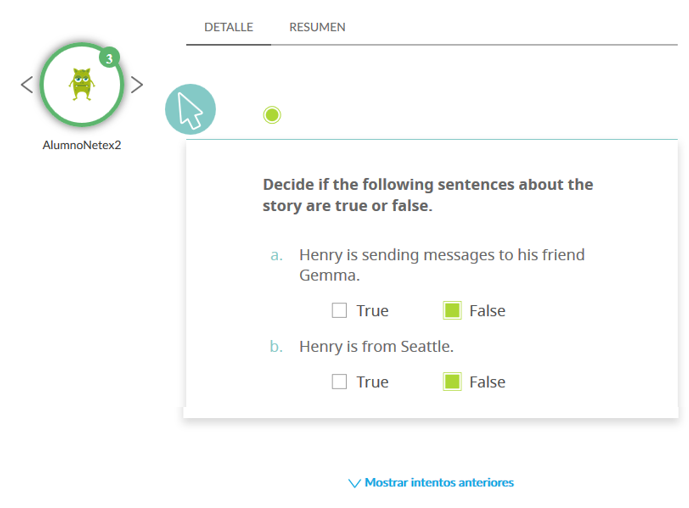 DETALLE RESUMEN
3
AlumnoNetex2
Decide if the following sentences about the
story are true or false.
a. Henry is sending messages to his friend
Gemma.
True False
b. Henry is from Seattle.
True False
Mostrar intentos anteriores